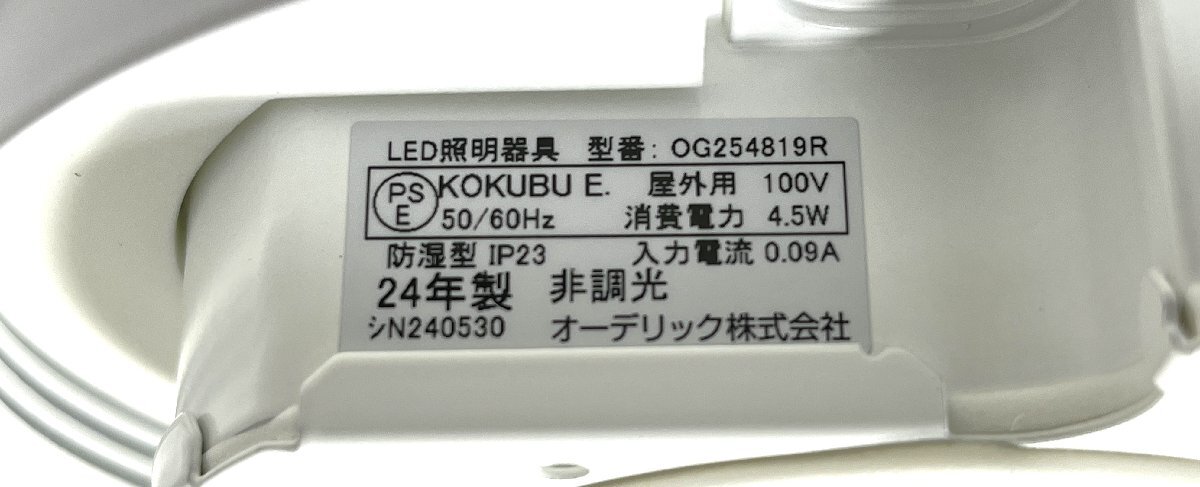 LED照明器具 型番: OG254819R
PS E KOKUBU E. 屋外用 100V
50/60Hz 消費電力 4.5W
防湿型 IP23 入力電流 0.09A
24年製 非調光
シN240530 オーデリック株式会社